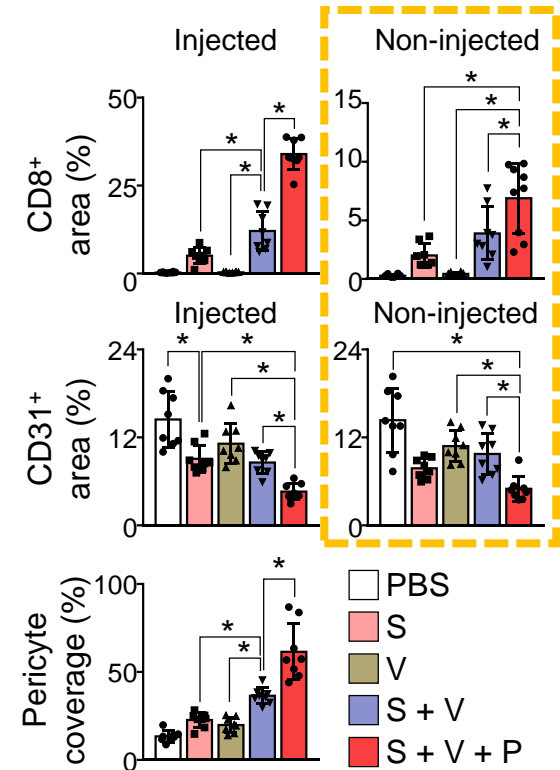 Injected
Non-injected
CD8+
area (%)
50
25
0
*
*
*
15
10
5
0
*
*
*
Injected
Non-injected
CD31+
area (%)
24
12
0
*
*
*
*
24
12
0
*
*
*
Pericyte
coverage (%)
100
50
0
*
*
*
PBS
S
V
S + V
S + V + P